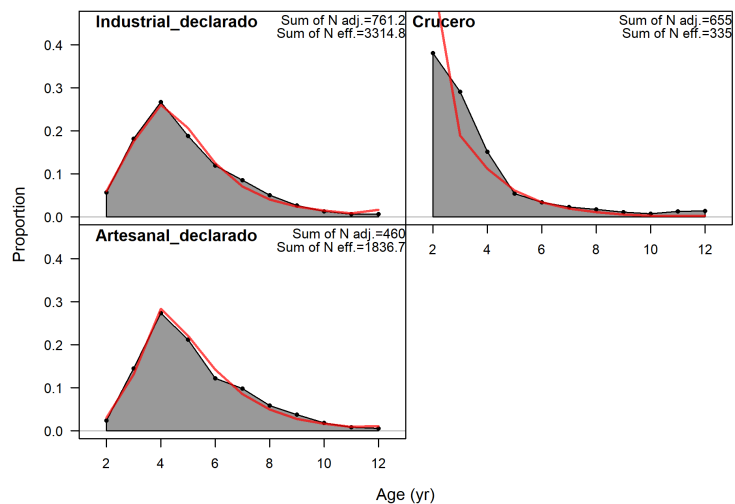 Industrial_declarado
Sum of N adj.=761.2
Sum of N eff.=3314.8
Crucero
Sum of N adj.=655
Sum of N eff.=335
0.4
0.3
0.2
0.1
0.0
2 4 6 8 10 12
Artesanal_declarado
Sum of N adj.=460
Sum of N eff.=1836.7
0.4
0.3
0.2
0.1
0.0
2 4 6 8 10 12
Proportion
Age (yr)